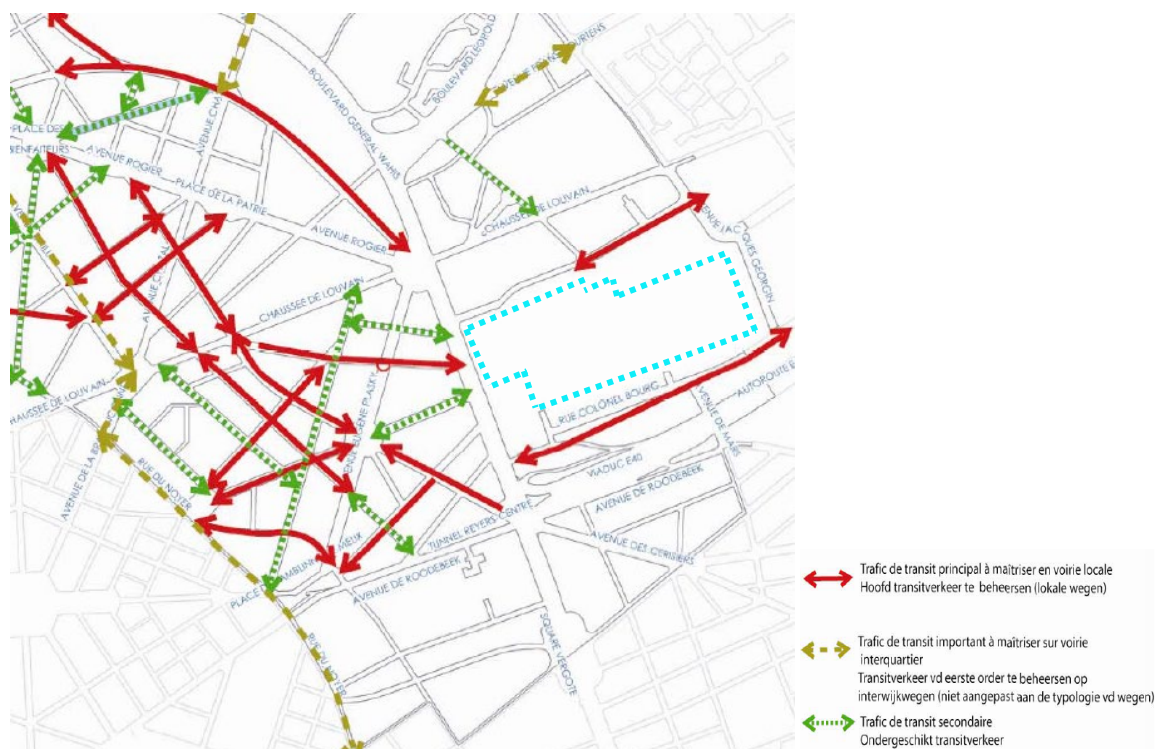 BOULEVARD GENERAL WAHIS
BOULEVARD LEOPOLD
AVENUE CHA
PLACE DES
BIENFAITEURS
AVENUE ROGIER
PLACE DE LA PATRIE
AVENUE ROGIER
CHAUSSEE DE LOUVAIN
AVENUE JACQUES GEORGIN
CHAUSSEE DE LOUVAIN
CHAUSSEE DE LOUVAIN
RUE COLONEL BOURG
AUTOROUTE E
AVENUE DE MARS
VIADUC E40
AVENUE DE ROODEBEEK
TUNNEL REYERS-CENTRE
AVENUE DES CERISIERS
AVENUE DE ROODEBEEK
RUE DU NOYER
RUE DU NOYER
SQUARE VERGOTE
Trafic de transit principal à maîtriser en voirie locale
Hoofd transitverkeer te beheersen (lokale wegen)
Trafic de transit important à maîtriser sur voirie
interquartier
Transitverkeer vd eerste order te beheersen op
interwijkwegen (niet aangepast aan de typologie vd wegen)
Trafic de transit secondaire
Ondergeschikt transitverkeer